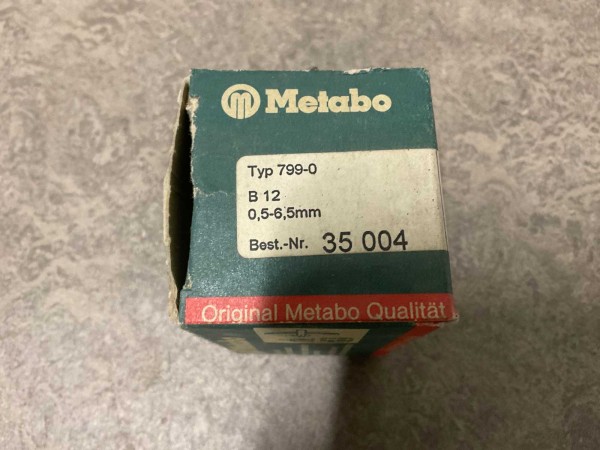 Metabo
Typ 799-0
B 12
0,5-6,5mm
Best.-Nr. 35 004
Original Metabo Qualität